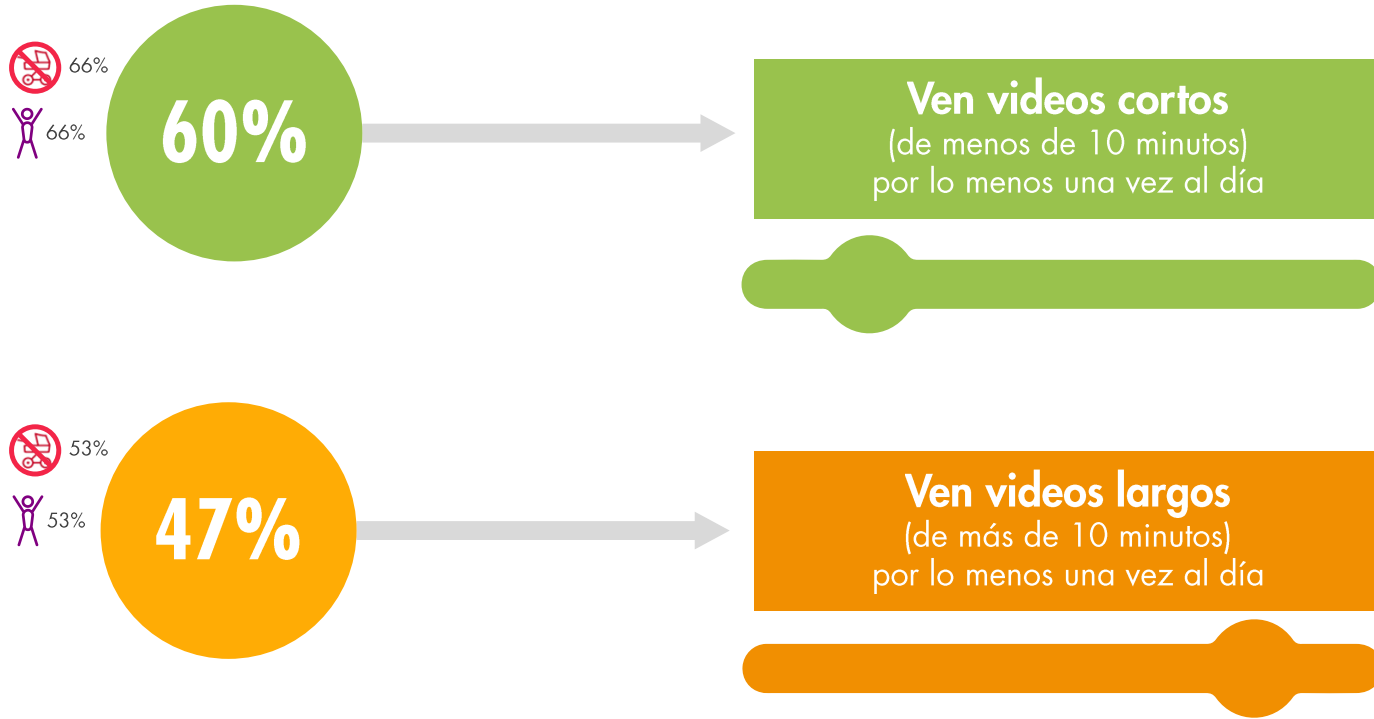 66%
66%
60%
Ven videos cortos
(de menos de 10 minutos)
por lo menos una vez al día
53%
53%
47%
Ven videos largos
(de más de 10 minutos)
por lo menos una vez al día